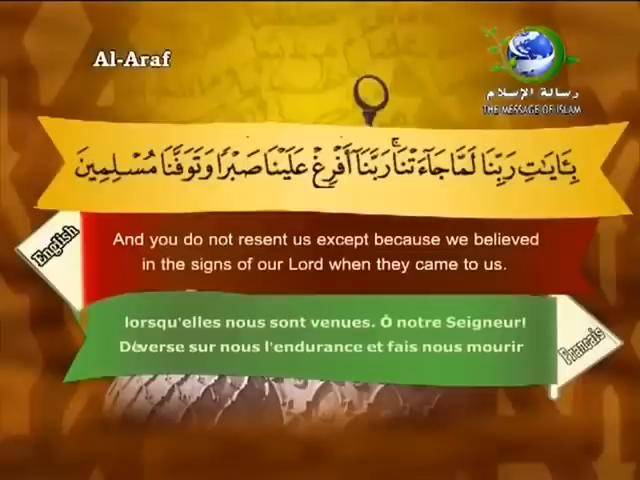 Al-Araf
رسالة الإسلام
THE MESSAGE OF ISLAM
بِـَٔايَـٰتِ رَبِّنَا لَمَّا جَآءَتْنَا ۚ رَبَّنَآ أَفْرِغْ عَلَيْنَا صَبْرًا وَتَوَفَّنَا مُسْلِمِينَ
English
And you do not resent us except because we believed
in the signs of our Lord when they came to us.
lorsqu'elles nous sont venues. Ô notre Seigneur!
Déverse sur nous l'endurance et fais nous mourir
Francais